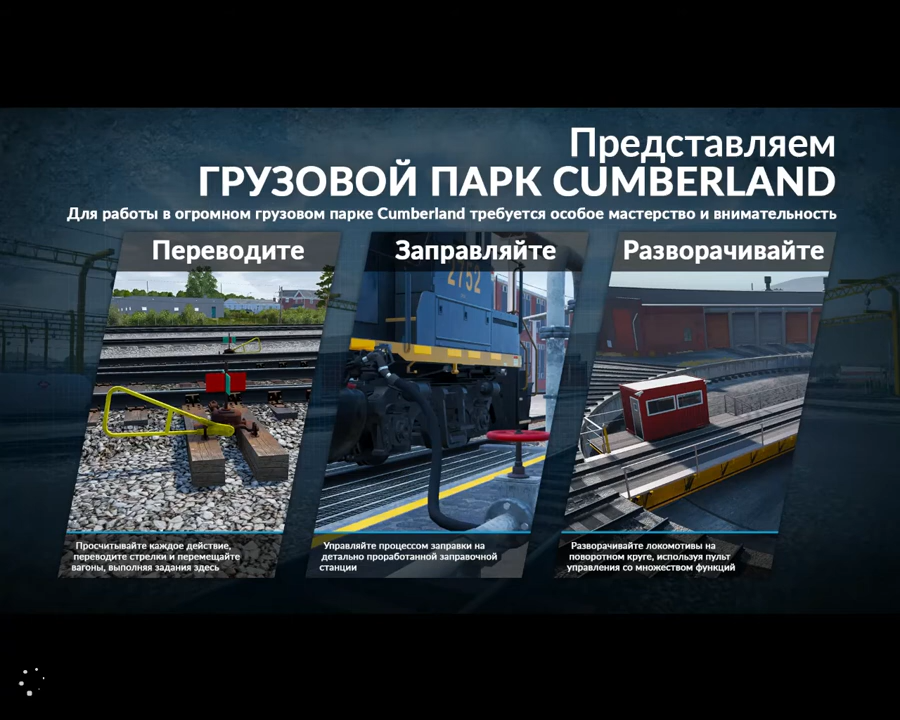 Представляем
ГРУЗОВОЙ ПАРК CUMBERLAND
Для работы в огромном грузовом парке Cumberland требуется особое мастерство и внимательность
Переводите
Заправляйте
Разворачивайте
2752
Просчитывайте каждое действие,
переводите стрелки и перемещайте
вагоны, выполняя задания здесь
Управляйте процессом заправки на
детально проработанной заправочной
станции
Разворачивайте локомотивы на
поворотном круге, используя пульт
управления со множеством функций